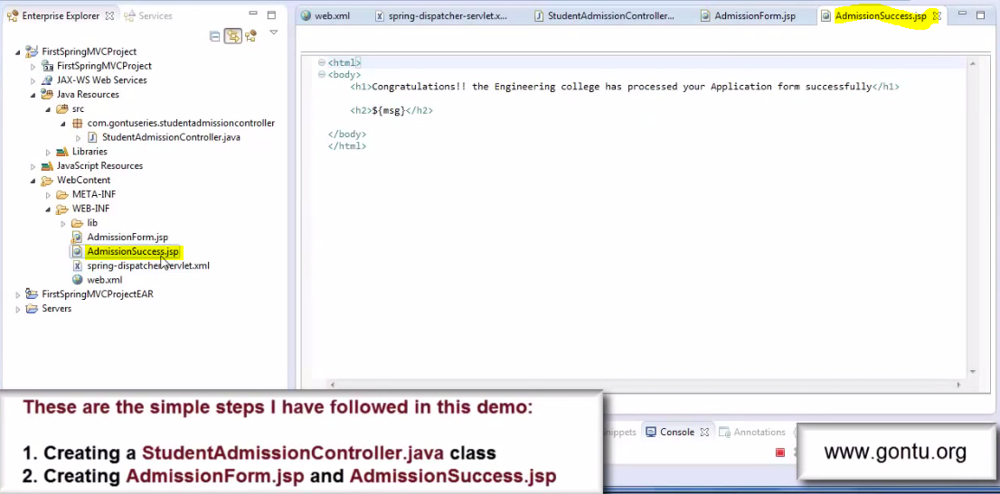 Enterprise Explorer
Services
FirstSpringMVCProject
FirstSpringMVCProject
JAX-WS Web Services
Java Resources
src
com.gontuseries.studentadmissioncontroller
StudentAdmissionController.java
Libraries
JavaScript Resources
WebContent
META-INF
WEB-INF
lib
AdmissionForm.jsp
AdmissionSuccess.jsp
spring-dispatcher-servlet.xml
web.xml
FirstSpringMVCProjectEAR
Servers
web.xml
spring-dispatcher-servlet.x...
StudentAdmissionController...
AdmissionForm.jsp
AdmissionSuccess.jsp
<html>
<body>
<h1>Congratulations!! the Engineering college has processed your Application form successfully</h1>
<h2>${msg}</h2>
</body>
</html>
nippets
Console
Annotations
These are the simple steps I have followed in this demo:
1. Creating a StudentAdmissionController.java class
2. Creating AdmissionForm.jsp and AdmissionSuccess.jsp
www.gontu.org